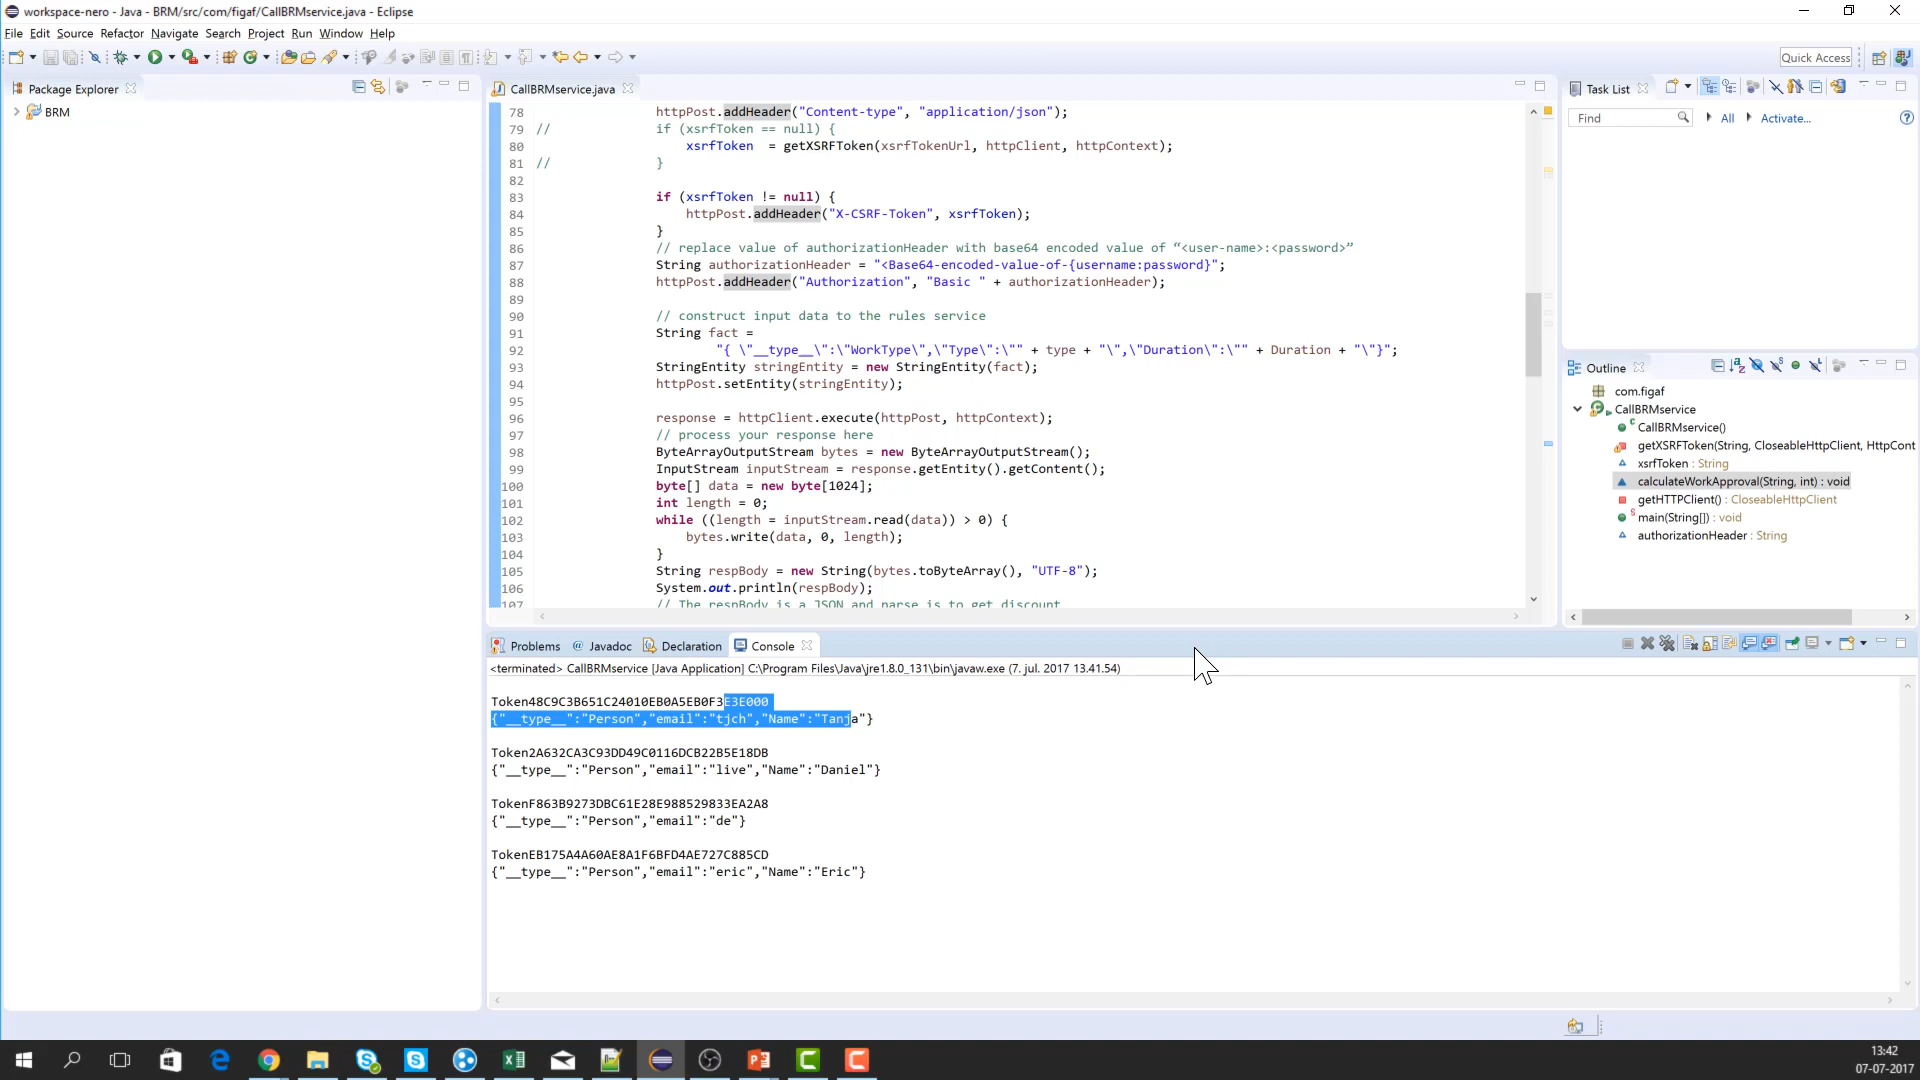 workspace-nero - Java - BRM/src/com/figaf/CallBRMservice.java - Eclipse
File Edit Source Refactor Navigate Search Project Run Window Help
Quick Access
Package Explorer
BRM
CallBRMservice.java
78 httpPost.addHeader("Content-type", "application/json");
79 // if (xsrfToken == null) {
80 xsrfToken = getXSRFToken(xsrfTokenUrl, httpClient, httpContext);
81 // }
82
83 if (xsrfToken != null) {
84 httpPost.addHeader("X-CSRF-Token", xsrfToken);
85 }
86 // replace value of authorizationHeader with base64 encoded value of “<user-name>:<password>”
87 String authorizationHeader = "<Base64-encoded-value-of-{username:password}";
88 httpPost.addHeader("Authorization", "Basic " + authorizationHeader);
89
90 // construct input data to the rules service
91 String fact =
92 "{ \"__type__\":\"WorkType\",\"Type\":\"" + type + "\",\"Duration\":\"" + Duration + "\"}";
93 StringEntity stringEntity = new StringEntity(fact);
94 httpPost.setEntity(stringEntity);
95
96 response = httpClient.execute(httpPost, httpContext);
97 // process your response here
98 ByteArrayOutputStream bytes = new ByteArrayOutputStream();
99 InputStream inputStream = response.getEntity().getContent();
100 byte[] data = new byte[1024];
101 int length = 0;
102 while ((length = inputStream.read(data)) > 0) {
103 bytes.write(data, 0, length);
104 }
105 String respBody = new String(bytes.toByteArray(), "UTF-8");
106 System.out.println(respBody);
107 // The respBody is a JSON and parse is to get discount
Task List
Find All Activate...
Outline
com.figaf
CallBRMservice
CallBRMservice()
getXSRFToken(String, CloseableHttpClient, HttpCont
xsrfToken : String
calculateWorkApproval(String, int) : void
getHTTPClient() : CloseableHttpClient
main(String[]) : void
authorizationHeader : String
Problems @ Javadoc Declaration Console
<terminated> CallBRMservice [Java Application] C:\Program Files\Java\jre1.8.0_131\bin\javaw.exe (7. jul. 2017 13.41.54)
Token48C9C3B651C24010EB0A5EB0F3E3E000
{"__type__":"Person","email":"tjch","Name":"Tanja"}
Token2A632CA3C93DD49C0116DCB22B5E18DB
{"__type__":"Person","email":"live","Name":"Daniel"}
TokenF863B9273DBC61E28E988529833EA2A8
{"__type__":"Person","email":"de"}
TokenEB175A4A60AE8A1F6BFD4AE727C885CD
{"__type__":"Person","email":"eric","Name":"Eric"}
13:42
07-07-2017